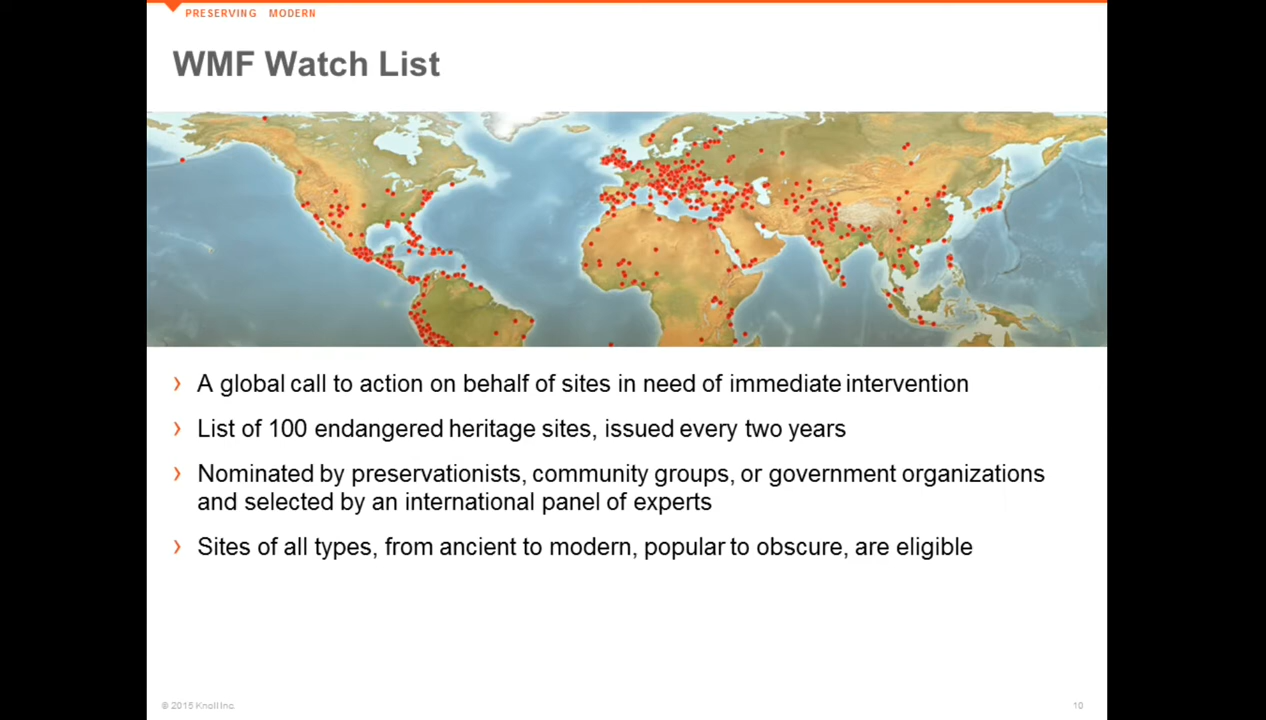 PRESERVING MODERN
WMF Watch List
› A global call to action on behalf of sites in need of immediate intervention
› List of 100 endangered heritage sites, issued every two years
› Nominated by preservationists, community groups, or government organizations
and selected by an international panel of experts
› Sites of all types, from ancient to modern, popular to obscure, are eligible
© 2015 Knoll Inc.
10